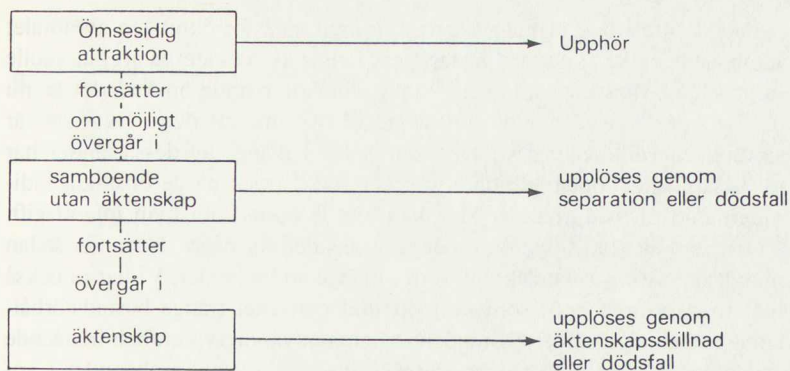 Ömsesidig
attraktion
Upphör
fortsätter
om möjligt
övergår i
samboende
utan äktenskap
upplöses genom
separation eller dödsfall
fortsätter
övergår i
äktenskap
upplöses genom
äktenskapsskillnad
eller dödsfall